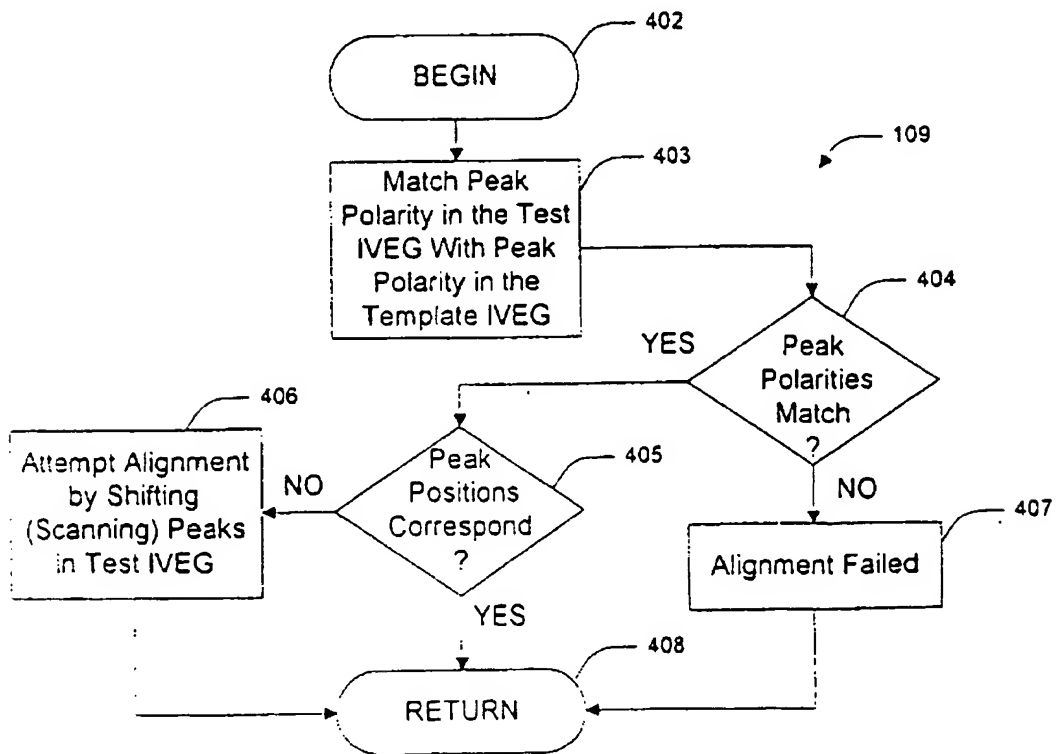 402
BEGIN
109
403
Match Peak
Polarity in the Test
IVEG With Peak
Polarity in the
Template IVEG
404
YES
Peak
Polarities
Match
?
406
Attempt Alignment
by Shifting
(Scanning) Peaks
in Test IVEG
NO
Peak
Positions
Correspond
?
405
NO
407
Alignment Failed
YES
408
RETURN